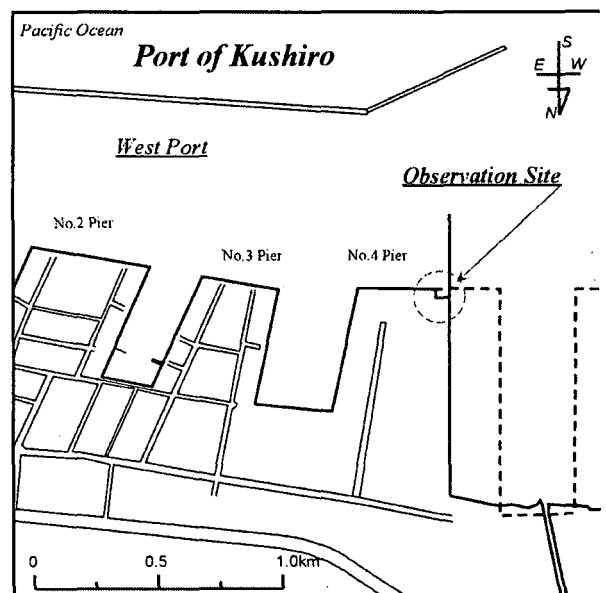 Pacific Ocean
Port of Kushiro
S
E W
N
West Port
Observation Site
No.2 Pier
No.3 Pier
No.4 Pier
0 0.5 1.0km